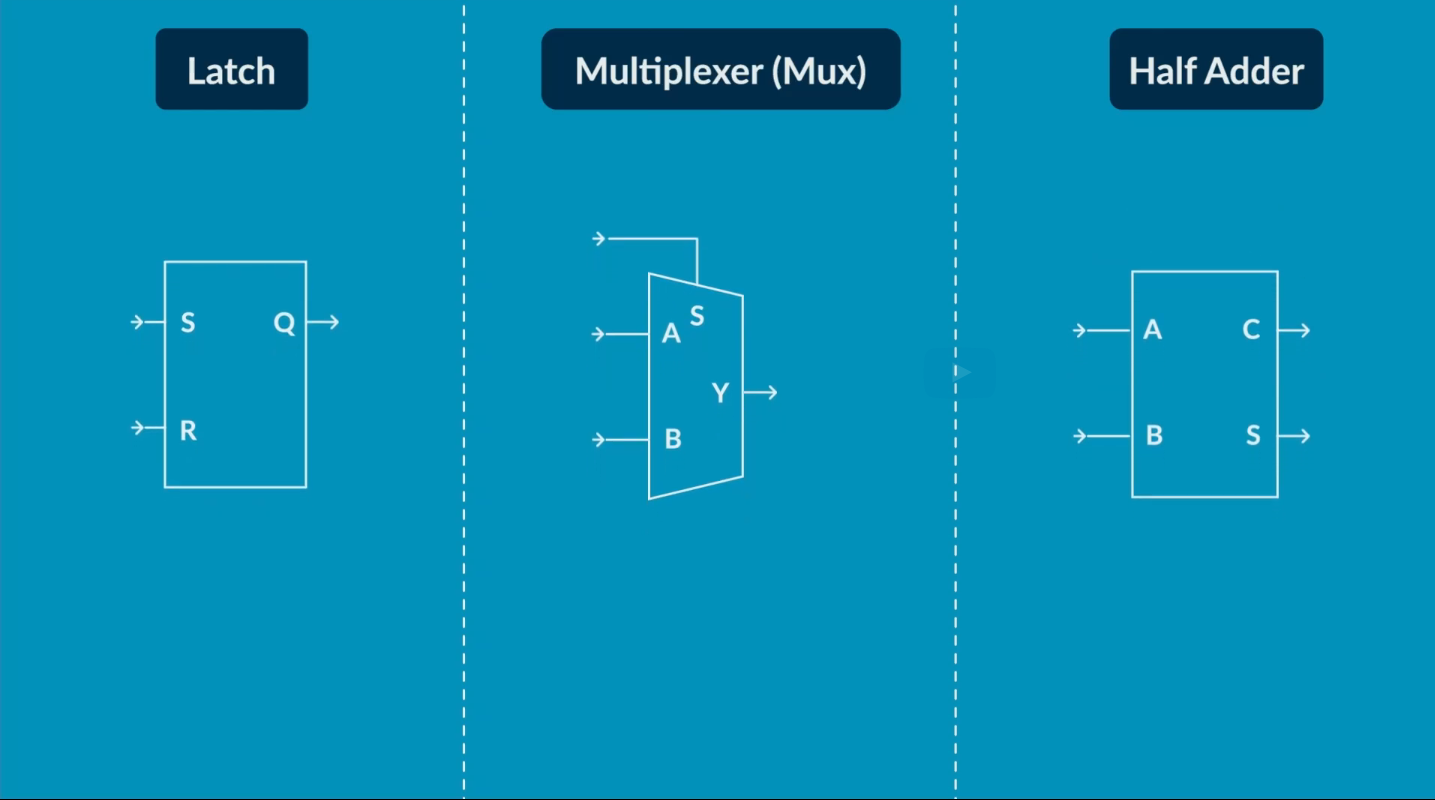 Latch
Multiplexer (Mux)
Half Adder
S Q
R
S
A
Y
B
A C
B S